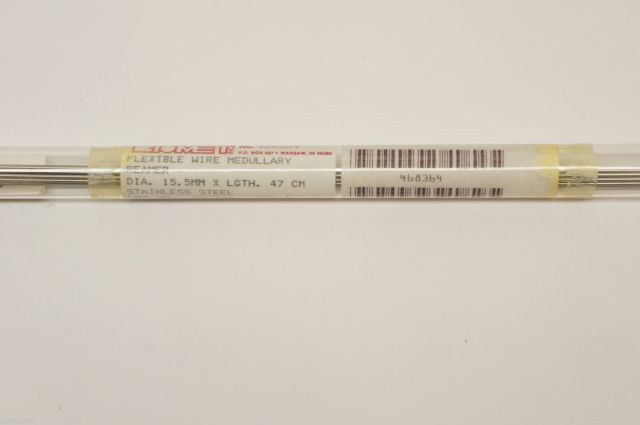 BIOMET
P.O. BOX 587 • WARSAW, IN 46580
FLEXIBLE WIRE MEDULLARY
REAMER
DIA. 15.5MM X LGTH. 47 CM
STAINLESS STEEL
468364